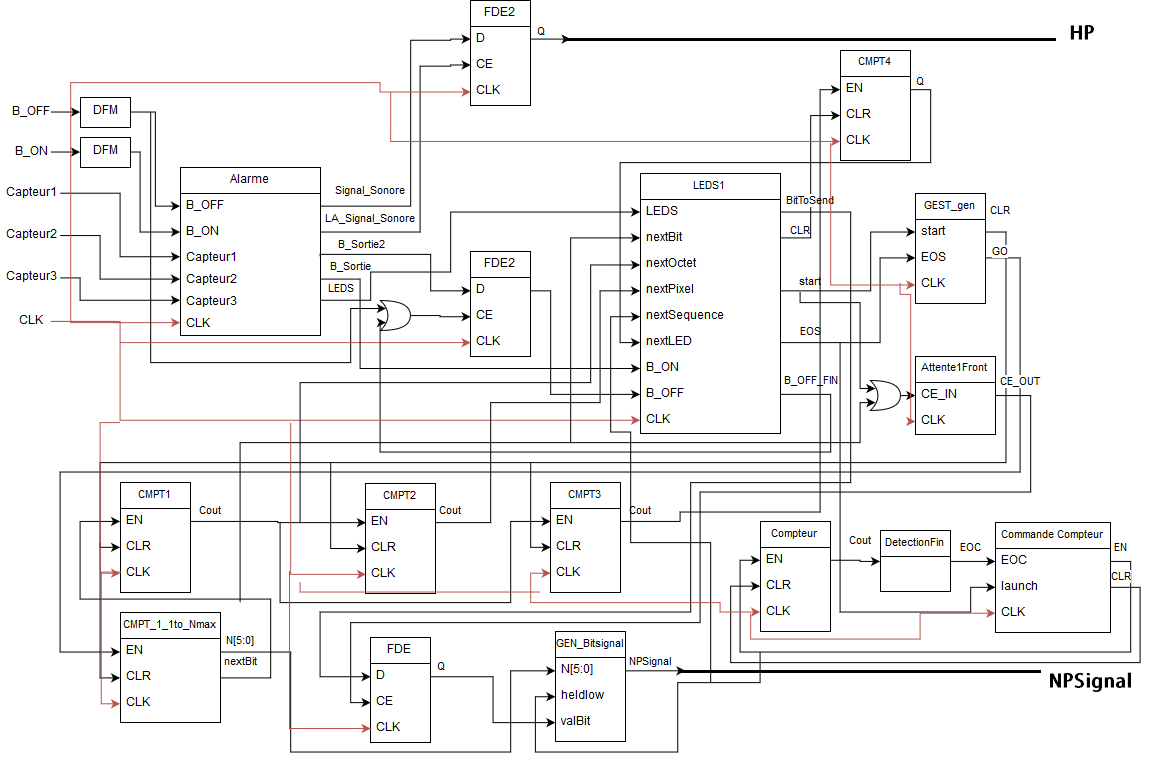 FDE2
D
CE
CLK
Q
HP
CMPT4
EN
CLR
CLK
Q
B_OFF
DFM
B_ON
DFM
Capteur1
Capteur2
Capteur3
CLK
Alarme
B_OFF
B_ON
Capteur1
Capteur2
Capteur3
CLK
Signal_Sonore
LA_Signal_Sonore
B_Sortie2
B_Sortie
LEDS
FDE2
D
CE
CLK
LEDS1
LEDS
nextBit
nextOctet
nextPixel
nextSequence
nextLED
B_ON
B_OFF
CLK
BitToSend
CLR
start
EOS
B_OFF_FIN
GEST_gen
start
EOS
CLK
CLR
GO
Attente1Front
CE_IN
CLK
CE_OUT
CMPT1
EN
CLR
CLK
Cout
CMPT2
EN
CLR
CLK
Cout
CMPT3
EN
CLR
CLK
Cout
Compteur
EN
CLR
CLK
Cout
DetectionFin
EOC
Commande Compteur
EOC
launch
CLK
EN
CLR
CMPT_1_1to_Nmax
EN
CLR
CLK
N[5:0]
nextBit
FDE
D
CE
CLK
Q
GEN_Bitsignal
N[5:0]
heldlow
valBit
NPSignal
NPSignal